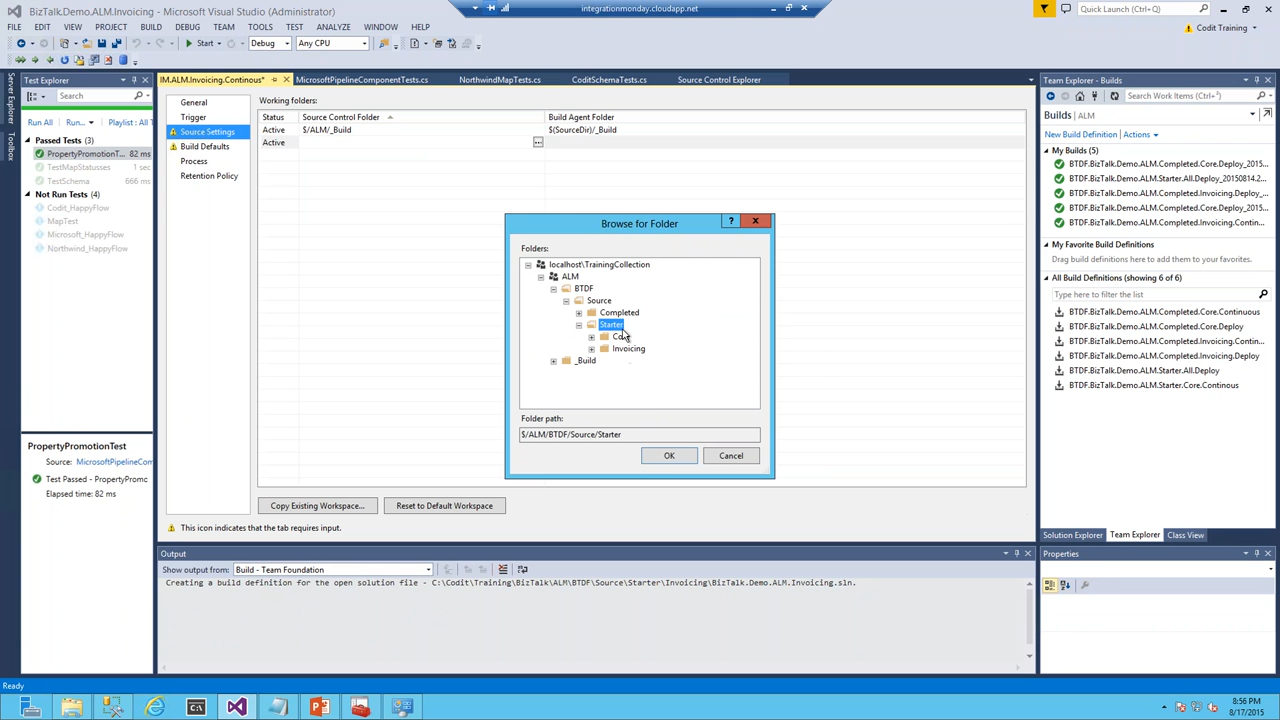 BizTalk.Demo.ALM.Invoicing - Microsoft Visual Studio (Administrator)
integrationmonday.cloudapp.net
Quick Launch (Ctrl+Q)
FILE EDIT VIEW PROJECT BUILD DEBUG TEAM TOOLS TEST ANALYZE WINDOW HELP
Codit Training
Start Debug Any CPU
Server Explorer
Toolbox
Test Explorer
Search
Run All Run... Playlist : All T
Passed Tests (3)
PropertyPromotionT... 82 ms
TestMapStatusses 1 sec
TestSchema 666 ms
Not Run Tests (4)
Codit_HappyFlow
MapTest
Microsoft_HappyFlow
Northwind_HappyFlow
PropertyPromotionTest
Source: MicrosoftPipelineCom
Test Passed - PropertyPromc
Elapsed time: 82 ms
IM.ALM.Invoicing.Continous* MicrosoftPipelineComponentTests.cs NorthwindMapTests.cs CoditSchemaTests.cs Source Control Explorer
General
Trigger
Source Settings
Build Defaults
Process
Retention Policy
Working folders:
Status Source Control Folder Build Agent Folder
Active $/ALM/_Build $(SourceDir)/_Build
Active ...
Browse for Folder
?
Folders:
localhost\TrainingCollection
ALM
BTDF
Source
Completed
Starter
Invoicing
_Build
Folder path:
$/ALM/BTDF/Source/Starter
OK Cancel
Copy Existing Workspace... Reset to Default Workspace
This icon indicates that the tab requires input.
Output
Show output from: Build - Team Foundation
Creating a build definition for the open solution file - C:\Codit\Training\BizTalk\ALM\BTDF\Source\Starter\Invoicing\BizTalk.Demo.ALM.Invoicing.sln.
Team Explorer - Builds
Search Work Items (Ctrl+')
Builds | ALM
New Build Definition Actions
My Builds (5)
BTDF.BizTalk.Demo.ALM.Completed.Core.Deploy_2015...
BTDF.BizTalk.Demo.ALM.Starter.All.Deploy_20150814.2...
BTDF.BizTalk.Demo.ALM.Completed.Invoicing.Deploy_...
BTDF.BizTalk.Demo.ALM.Completed.Core.Deploy_2015...
BTDF.BizTalk.Demo.ALM.Completed.Invoicing.Contin...
My Favorite Build Definitions
Drag build definitions here to add them to your favorites.
All Build Definitions (showing 6 of 6)
Type here to filter the list
BTDF.BizTalk.Demo.ALM.Completed.Core.Continuous
BTDF.BizTalk.Demo.ALM.Completed.Core.Deploy
BTDF.BizTalk.Demo.ALM.Completed.Invoicing.Contin...
BTDF.BizTalk.Demo.ALM.Completed.Invoicing.Deploy
BTDF.BizTalk.Demo.ALM.Starter.All.Deploy
BTDF.BizTalk.Demo.ALM.Starter.Core.Continous
Solution Explorer Team Explorer Class View
Properties
Ready
8:56 PM
8/17/2015